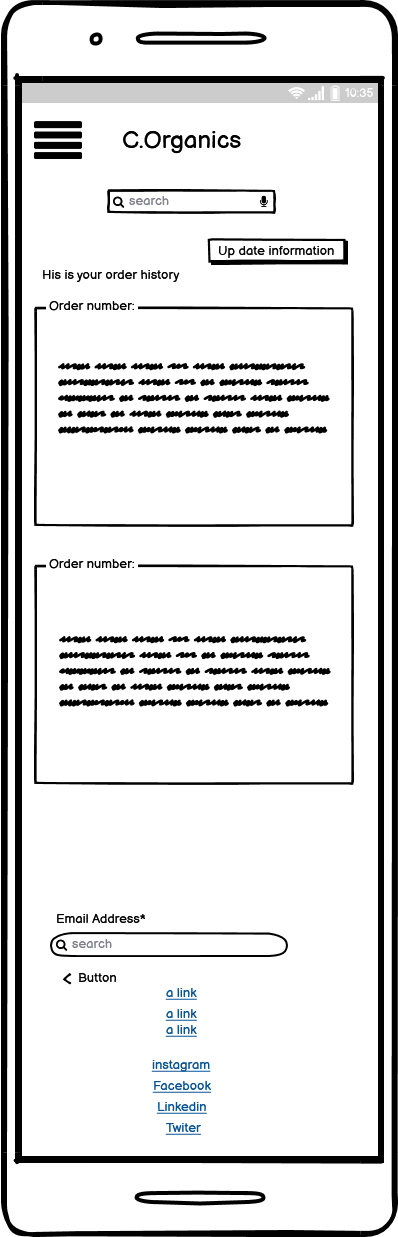 10:35
C.Organics
search
Up date information
His is your order history
Order number:
Order number:
Email Address*
search
Button
a link
a link
a link
instagram
Facebook
Linkedin
Twiter